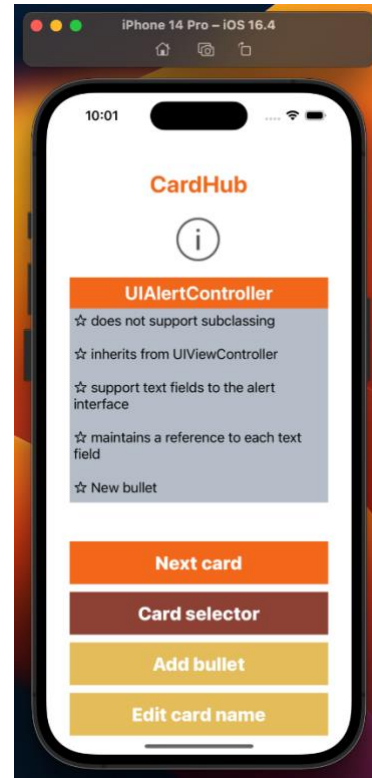 iPhone 14 Pro – iOS 16.4
10:01
CardHub
i
UIAlertController
☆ does not support subclassing
☆ inherits from UIViewController
☆ support text fields to the alert
interface
☆ maintains a reference to each text
field
☆ New bullet
Next card
Card selector
Add bullet
Edit card name